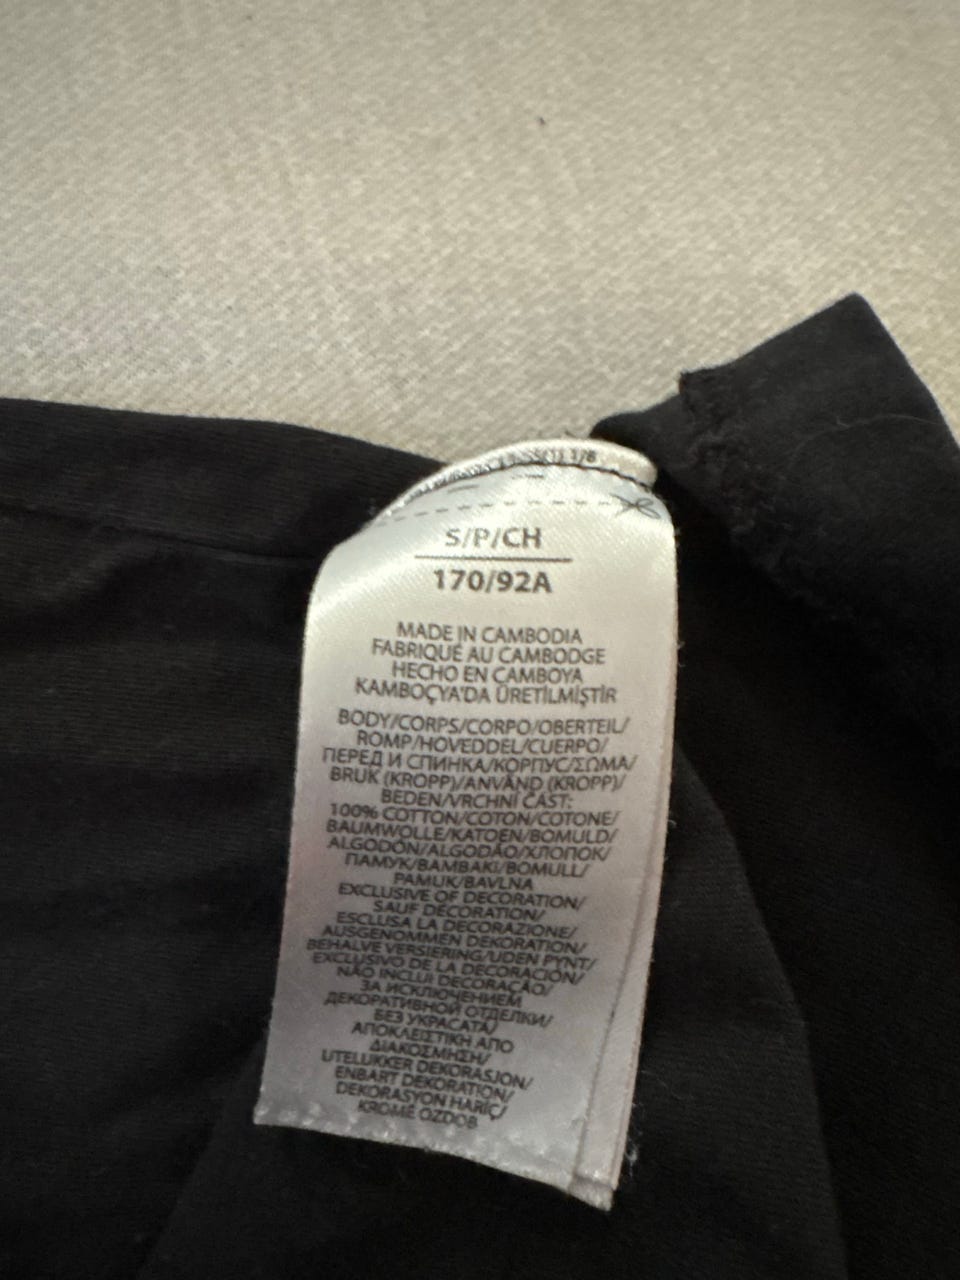 1/8
S/P/CH
170/92A
MADE IN CAMBODIA
FABRIQUÉ AU CAMBODGE
HECHO EN CAMBOYA
KAMBOÇYA'DA ÜRETİLMİŞTİR
BODY/CORPS/CORPO/OBERTEIL/
ROMP/HOVEDDEL/CUERPO/
ПЕРЕД И СПИНКА/КОРПУС/ΣΩΜΑ/
BRUK (KROPP)/ANVÄND (KROPP)/
BEDEN/VRCHNÍ ČÁST:
100% COTTON/COTON/COTONE/
BAUMWOLLE/KATOEN/BOMULD/
ALGODÓN/ALGODÃO/ХЛОПОК/
ПАМУК/ΒΑΜΒΑΚΙ/BOMULL/
PAMUK/BAVLNA
EXCLUSIVE OF DECORATION/
SAUF DÉCORATION/
ESCLUSA LA DECORAZIONE/
AUSGENOMMEN DEKORATION/
BEHALVE VERSIERING/UDEN PYNT/
EXCLUSIVO DE LA DECORACIÓN/
NÃO INCLUI DECORAÇÃO/
ЗА ИСКЛЮЧЕНИЕМ
ДЕКОРАТИВНОЙ ОТДЕЛКИ/
БЕЗ УКРАСАТА/
ΑΠΟΚΛΕΙΣΤΙΚΗ ΑΠΟ
ΔΙΑΚΟΣΜΗΣΗ/
UTELUKKER DEKORASJON/
ENBART DEKORATION/
DEKORASYON HARİÇ/
KROMĚ OZDOB